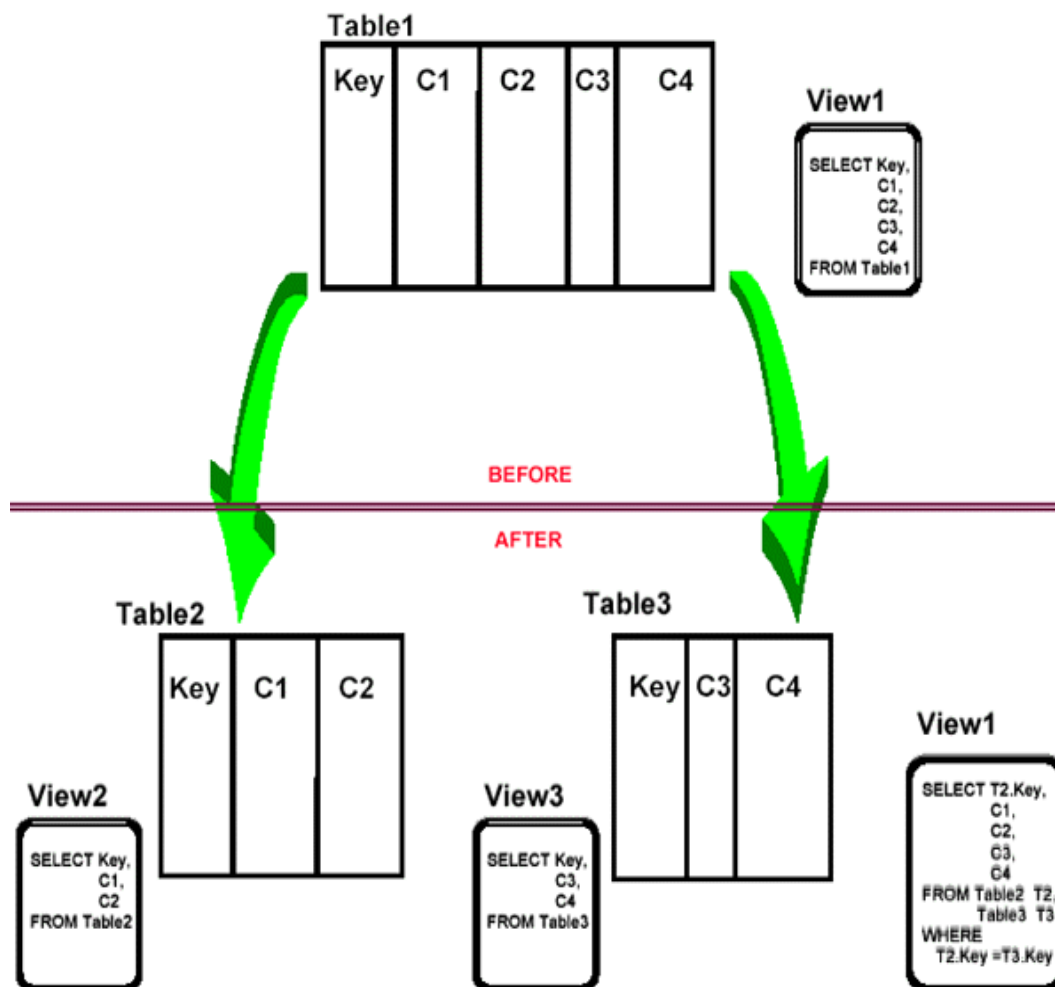 Table1
Key C1 C2 C3 C4
View1
SELECT Key,
C1,
C2,
C3,
C4
FROM Table1
BEFORE
AFTER
Table2
Key C1 C2
Table3
Key C3 C4
View2
SELECT Key,
C1,
C2
FROM Table2
View3
SELECT Key,
C3,
C4
FROM Table3
View1
SELECT T2.Key,
C1,
C2,
C3,
C4
FROM Table2 T2,
Table3 T3
WHERE
T2.Key =T3.Key